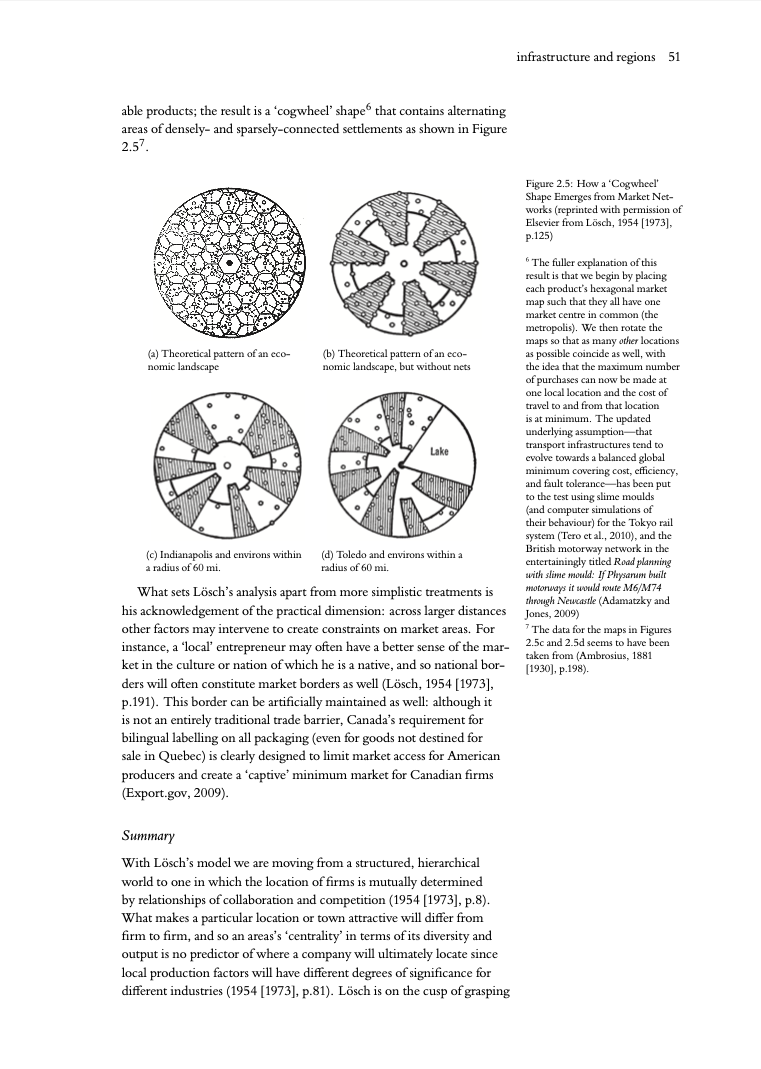 infrastructure and regions 51
able products; the result is a ‘cogwheel’ shape6 that contains alternating
areas of densely- and sparsely-connected settlements as shown in Figure
2.57.
Figure 2.5: How a ‘Cogwheel’
Shape Emerges from Market Net-
works (reprinted with permission of
Elsevier from Lösch, 1954 [1973],
p.125)
(a) Theoretical pattern of an eco-
nomic landscape
(b) Theoretical pattern of an eco-
nomic landscape, but without nets
Lake
(c) Indianapolis and environs within
a radius of 60 mi.
(d) Toledo and environs within a
radius of 60 mi.
6 The fuller explanation of this
result is that we begin by placing
each product’s hexagonal market
map such that they all have one
market centre in common (the
metropolis). We then rotate the
maps so that as many other locations
as possible coincide as well, with
the idea that the maximum number
of purchases can now be made at
one local location and the cost of
travel to and from that location
is at minimum. The updated
underlying assumption—that
transport infrastructures tend to
evolve towards a balanced global
minimum covering cost, efficiency,
and fault tolerance—has been put
to the test using slime moulds
(and computer simulations of
their behaviour) for the Tokyo rail
system (Tero et al., 2010), and the
British motorway network in the
entertainingly titled Road planning
with slime mould: If Physarum built
motorways it would route M6/M74
through Newcastle (Adamatzky and
Jones, 2009)
7 The data for the maps in Figures
2.5c and 2.5d seems to have been
taken from (Ambrosius, 1881
[1930], p.198).
What sets Lösch’s analysis apart from more simplistic treatments is
his acknowledgement of the practical dimension: across larger distances
other factors may intervene to create constraints on market areas. For
instance, a ‘local’ entrepreneur may often have a better sense of the mar-
ket in the culture or nation of which he is a native, and so national bor-
ders will often constitute market borders as well (Lösch, 1954 [1973],
p.191). This border can be artificially maintained as well: although it
is not an entirely traditional trade barrier, Canada’s requirement for
bilingual labelling on all packaging (even for goods not destined for
sale in Quebec) is clearly designed to limit market access for American
producers and create a ‘captive’ minimum market for Canadian firms
(Export.gov, 2009).
Summary
With Lösch’s model we are moving from a structured, hierarchical
world to one in which the location of firms is mutually determined
by relationships of collaboration and competition (1954 [1973], p.8).
What makes a particular location or town attractive will differ from
firm to firm, and so an areas’s ‘centrality’ in terms of its diversity and
output is no predictor of where a company will ultimately locate since
local production factors will have different degrees of significance for
different industries (1954 [1973], p.81). Lösch is on the cusp of grasping